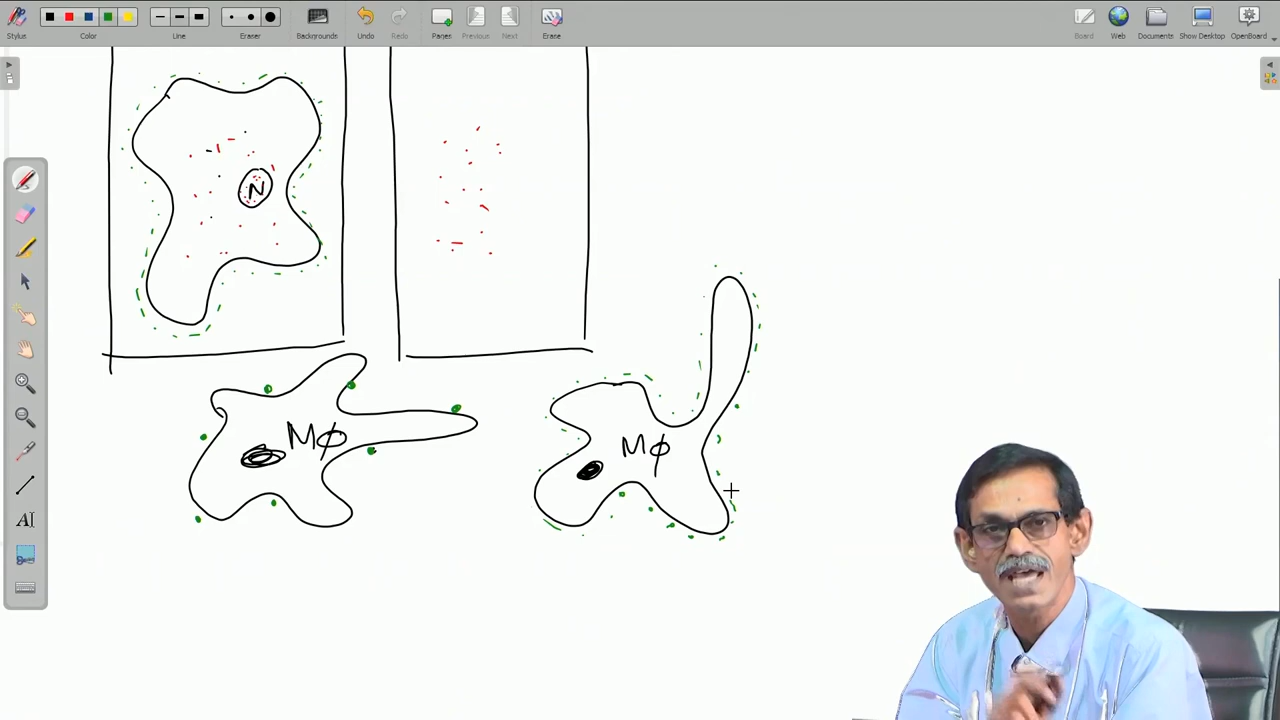 Stylus
Color
Line
Eraser
Backgrounds
Undo
Redo
Pages
Previous
Next
Erase
Board
Web
Documents
Show Desktop
OpenBoard
N
MΦ
MΦ
AI